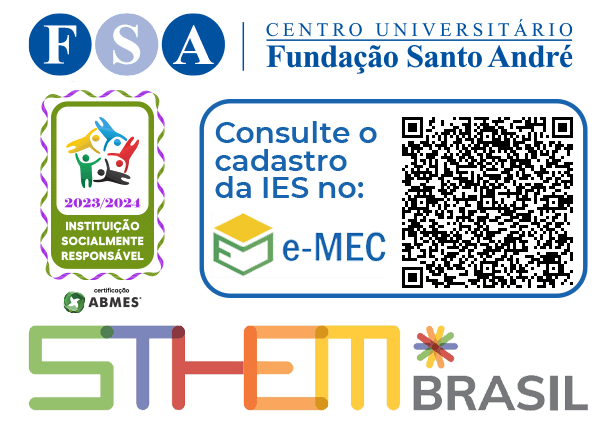 FSA
CENTRO UNIVERSITÁRIO
Fundação Santo André
2023/2024
INSTITUIÇÃO
SOCIALMENTE
RESPONSÁVEL
certificação
ABMES®
Consulte o
cadastro
da IES no:
e-MEC
STHEM
BRASIL